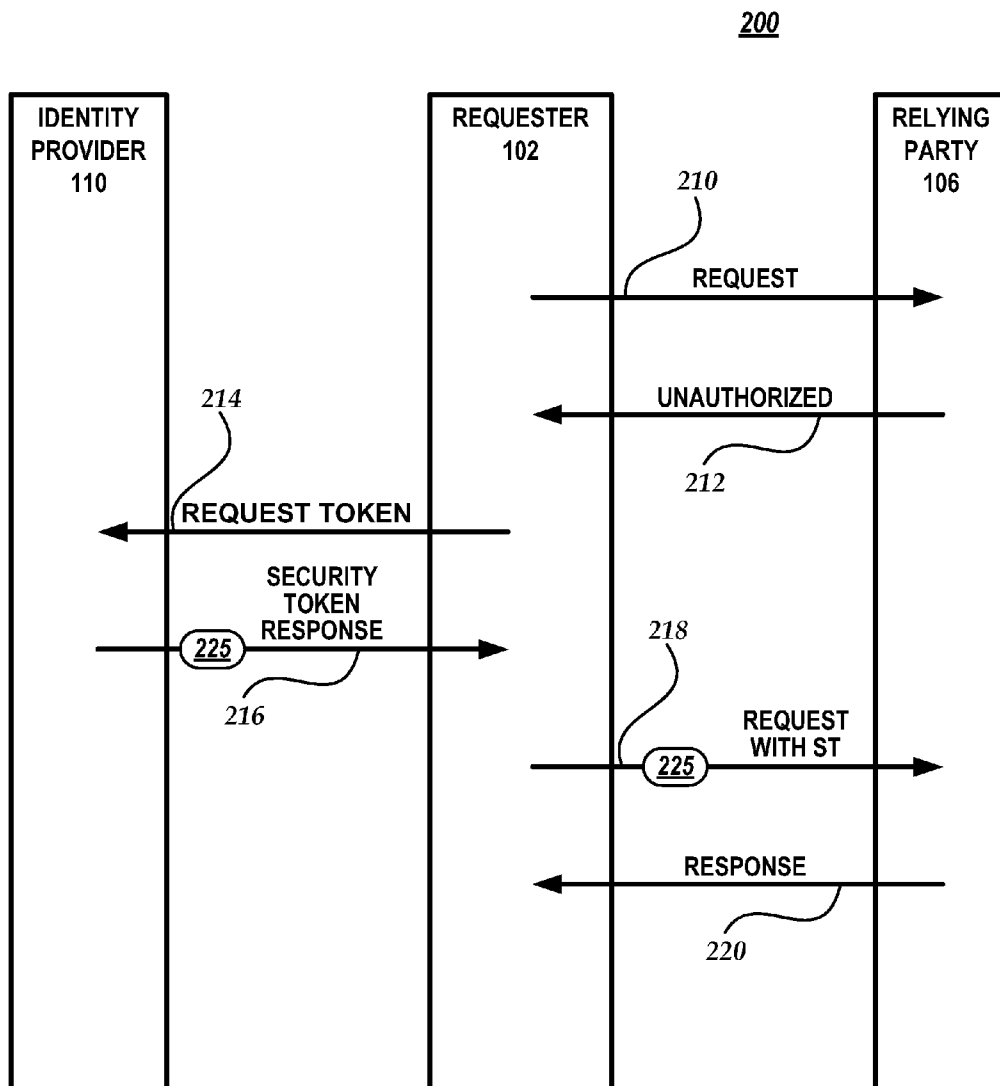 200
IDENTITY
PROVIDER
110
REQUESTER
102
RELYING
PARTY
106
210
REQUEST
UNAUTHORIZED
212
214
REQUEST TOKEN
SECURITY
TOKEN
RESPONSE
225
216
218
REQUEST
WITH ST
225
RESPONSE
220